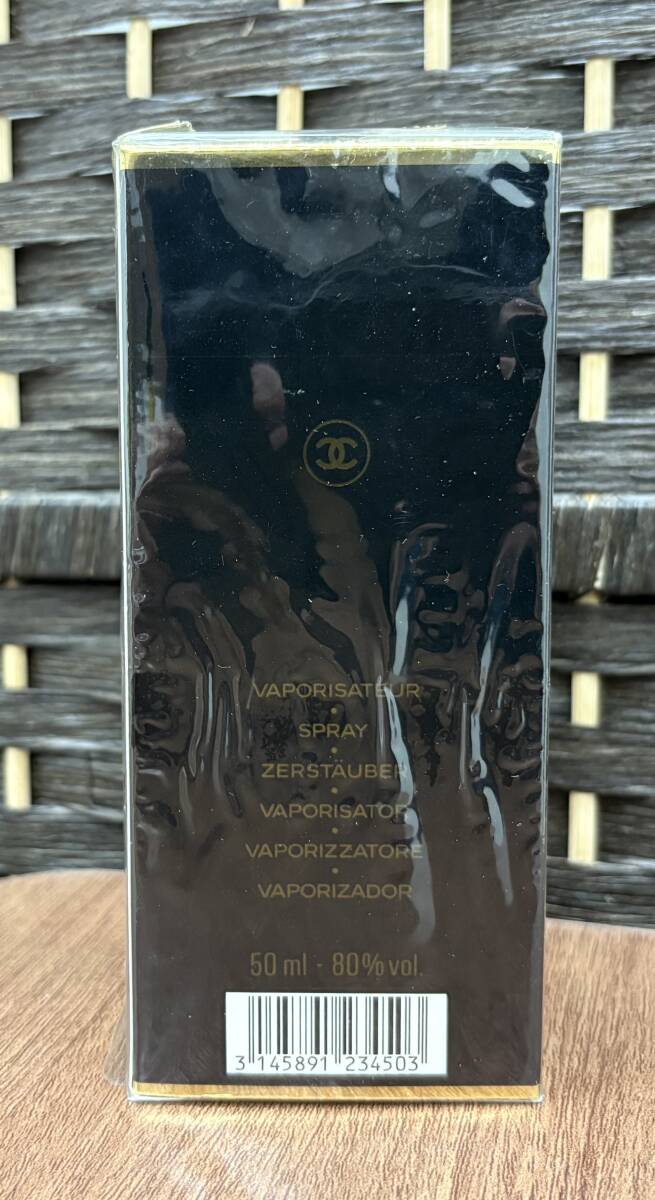 VAPORISATEUR
•
SPRAY
•
ZERSTÄUBER
•
VAPORISATOR
•
VAPORIZZATORE
•
VAPORIZADOR
50 ml - 80% vol.
3 145891 234503